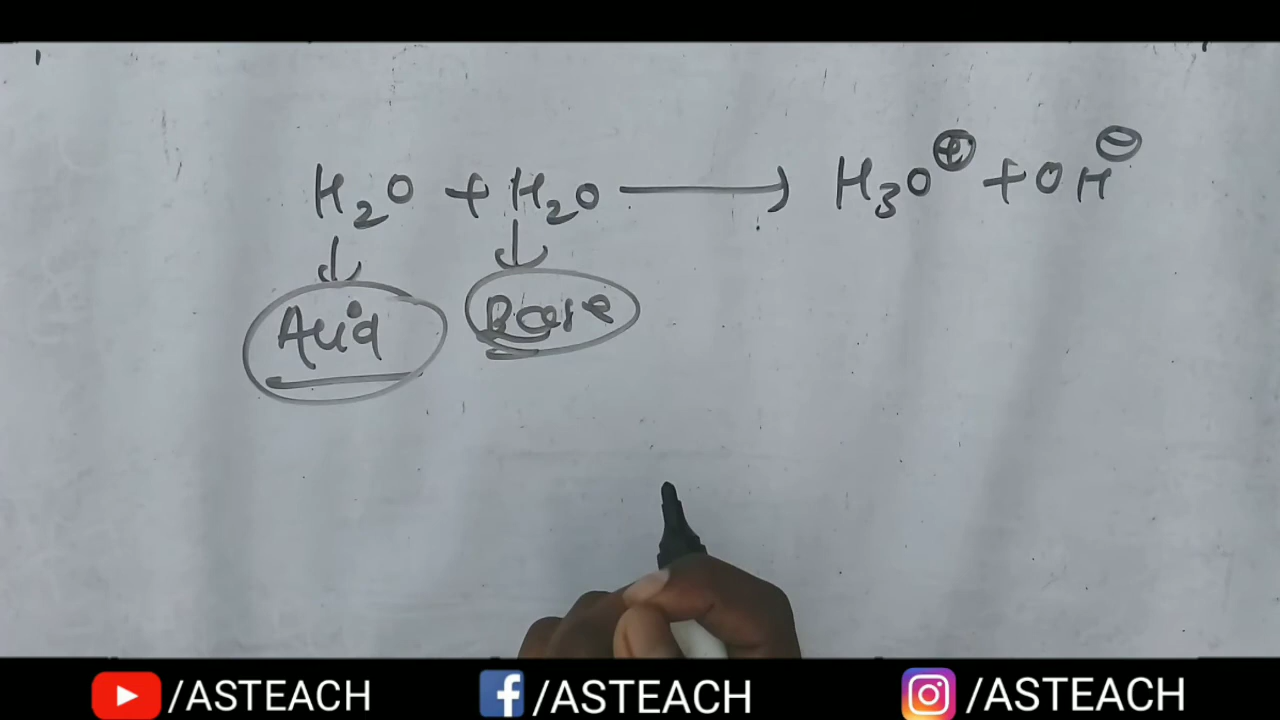 H₂O + H₂O ⟶ H₃O⊕ + OH⊖
Acid Base
/ASTEACH /ASTEACH /ASTEACH